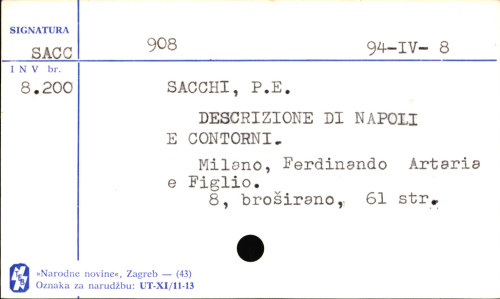 SIGNATURA
SACC 908 94-IV- 8
INV br.
8.200 SACCHI, P.E.
DESCRIZIONE DI NAPOLI
E CONTORNI.
Milano, Ferdinando Artaria
e Figlio.
8, broširano, 61 str.
»Narodne novine«, Zagreb — (43)
Oznaka za narudžbu: UT-XI/11-13